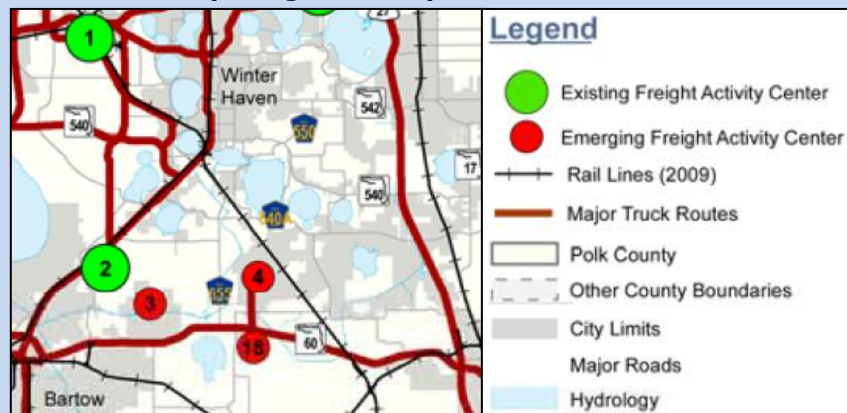 27
1
Winter
Haven
540
542
550
17
540
2
4
3
655
18
60
Bartow
Legend
Existing Freight Activity Center
Emerging Freight Activity Center
Rail Lines (2009)
Major Truck Routes
Polk County
Other County Boundaries
City Limits
Major Roads
Hydrology